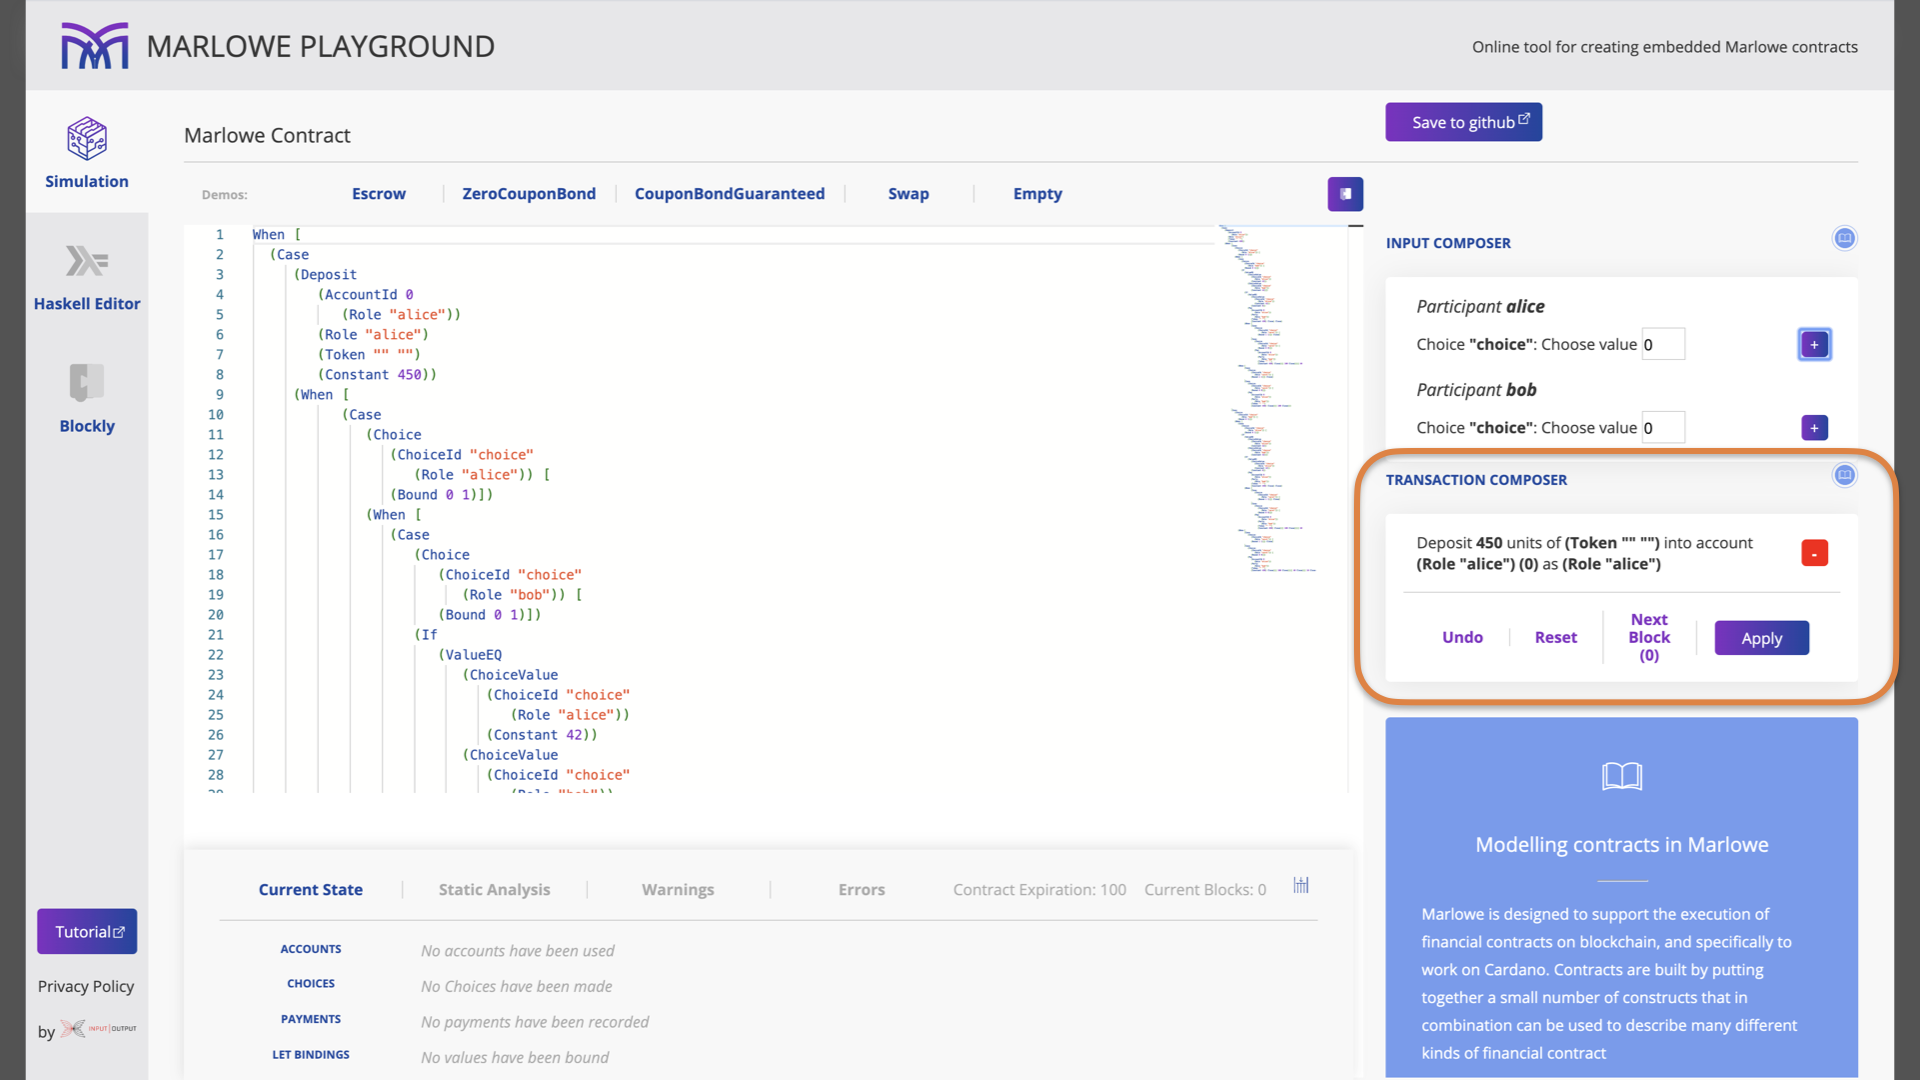 MARLOWE PLAYGROUND
Online tool for creating embedded Marlowe contracts
Simulation
Haskell Editor
Blockly
Tutorial
Privacy Policy
by INPUT|OUTPUT
Marlowe Contract
Save to github
Demos:
Escrow
ZeroCouponBond
CouponBondGuaranteed
Swap
Empty
1 When [
2 (Case
3 (Deposit
4 (AccountId 0
5 (Role "alice"))
6 (Role "alice")
7 (Token "" "")
8 (Constant 450))
9 (When [
10 (Case
11 (Choice
12 (ChoiceId "choice"
13 (Role "alice")) [
14 (Bound 0 1)])
15 (When [
16 (Case
17 (Choice
18 (ChoiceId "choice"
19 (Role "bob")) [
20 (Bound 0 1)])
21 (If
22 (ValueEQ
23 (ChoiceValue
24 (ChoiceId "choice"
25 (Role "alice"))
26 (Constant 42))
27 (ChoiceValue
28 (ChoiceId "choice"
INPUT COMPOSER
Participant alice
Choice "choice": Choose value 0 +
Participant bob
Choice "choice": Choose value 0 +
TRANSACTION COMPOSER
Deposit 450 units of (Token "" "") into account
(Role "alice") (0) as (Role "alice")
-
Undo
Reset
Next
Block
(0)
Apply
Modelling contracts in Marlowe
Marlowe is designed to support the execution of
financial contracts on blockchain, and specifically to
work on Cardano. Contracts are built by putting
together a small number of constructs that in
combination can be used to describe many different
kinds of financial contract
Current State
Static Analysis
Warnings
Errors
Contract Expiration: 100
Current Blocks: 0
ACCOUNTS No accounts have been used
CHOICES No Choices have been made
PAYMENTS No payments have been recorded
LET BINDINGS No values have been bound